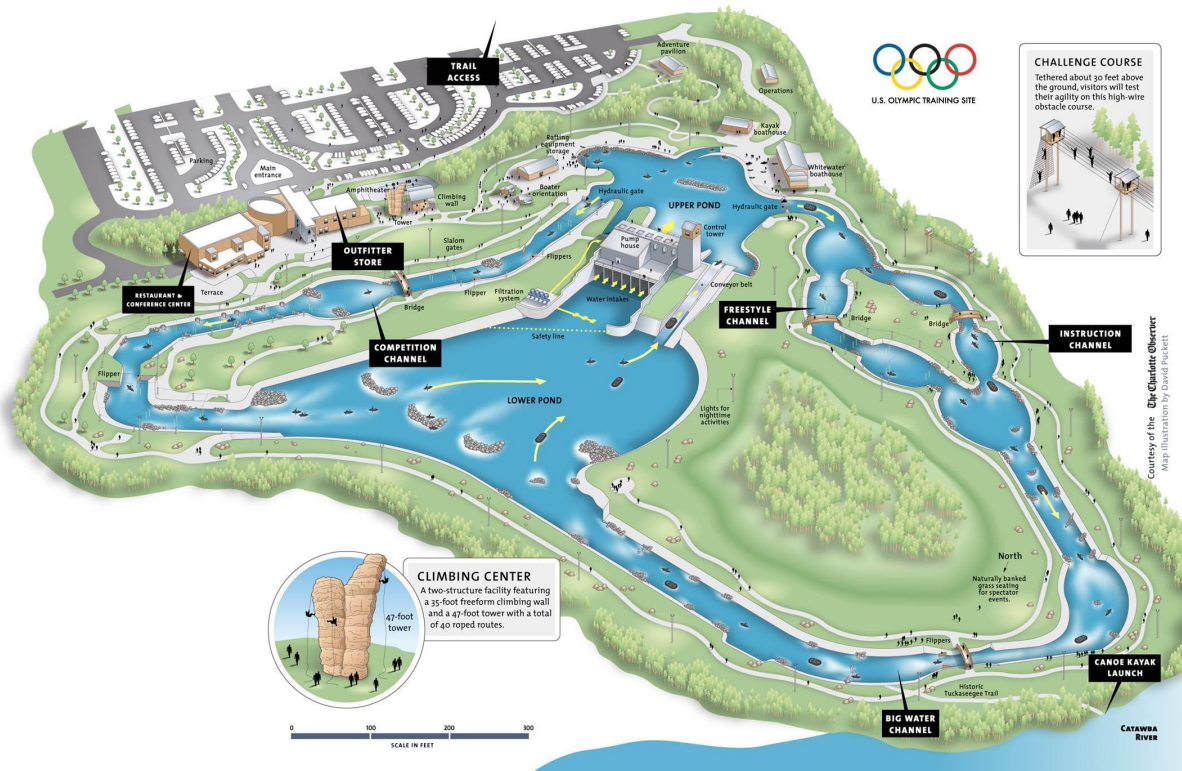 TRAIL
ACCESS
Adventure
pavilion
Operations
Kayak
boathouse
Whitewater
boathouse
U.S. OLYMPIC TRAINING SITE
CHALLENGE COURSE
Tethered about 30 feet above
the ground, visitors will test
their agility on this high-wire
obstacle course.
Parking
Main
entrance
Rafting
equipment
storage
Amphitheater
Climbing
wall
Tower
Boater
orientation
Hydraulic gate
UPPER POND
Hydraulic gate
Control
tower
Pump
house
OUTFITTER
STORE
Slalom
gates
Flippers
RESTAURANT &
CONFERENCE CENTER
Terrace
Bridge
Flipper
Filtration
system
Water intakes
Conveyor belt
Safety line
COMPETITION
CHANNEL
FREESTYLE
CHANNEL
Bridge
Bridge
INSTRUCTION
CHANNEL
Flipper
LOWER POND
Lights for
nighttime
activities
Courtesy of the The Charlotte Observer
Map illustration by David Puckett
North
Naturally banked
grass seating
for spectator
events.
CLIMBING CENTER
A two-structure facility featuring
a 35-foot freeform climbing wall
and a 47-foot tower with a total
of 40 roped routes.
47-foot
tower
Flippers
Historic
Tuckaseegee Trail
CANOE KAYAK
LAUNCH
BIG WATER
CHANNEL
CATAWBA
RIVER
0 100 200 300
SCALE IN FEET